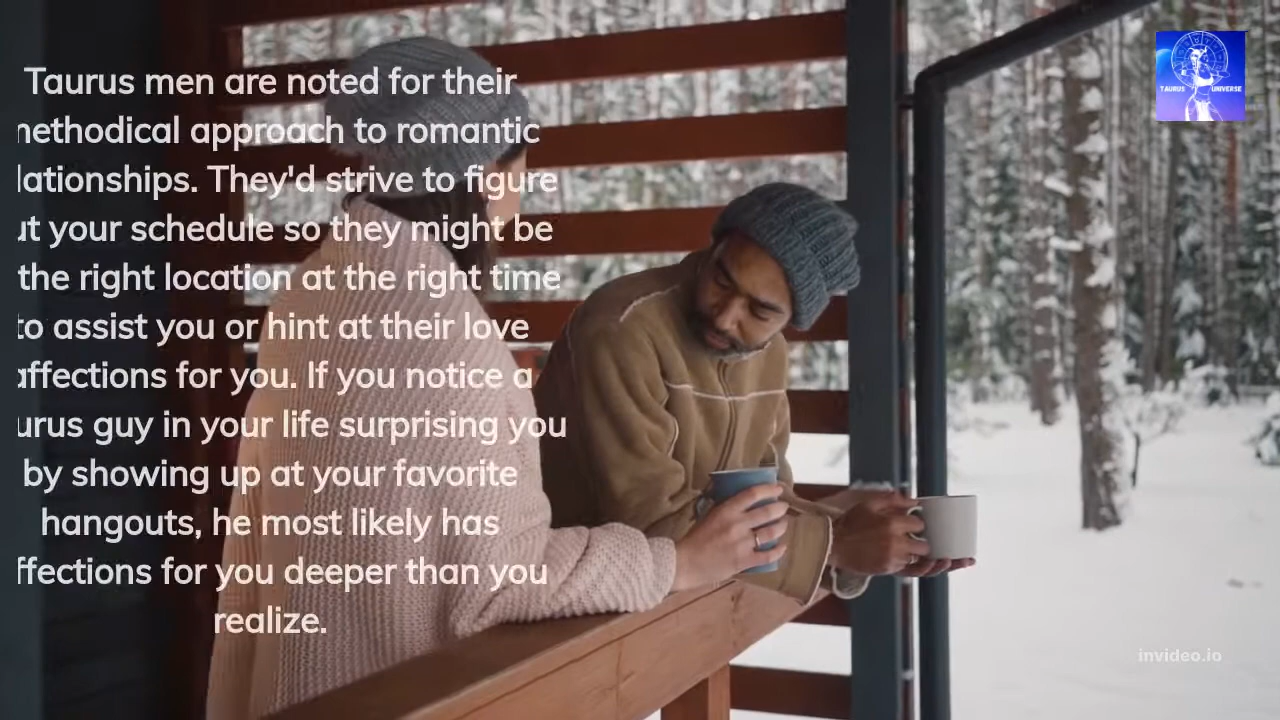 Taurus men are noted for their
nethodical approach to romantic
lationships. They'd strive to figure
ut your schedule so they might be
the right location at the right time
to assist you or hint at their love
affections for you. If you notice a
urus guy in your life surprising you
by showing up at your favorite
hangouts, he most likely has
ffections for you deeper than you
realize.
TAURUS UNIVERSE
invideo.io